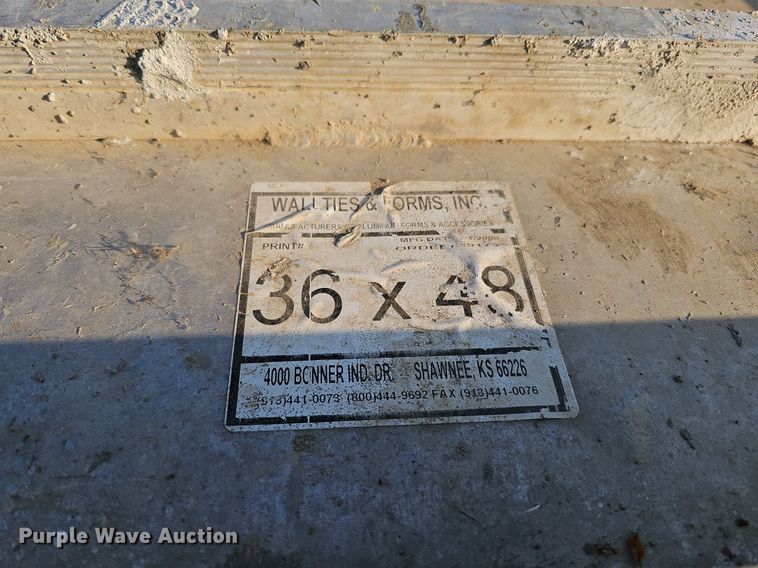 WALL TIES & FORMS, INC.
MANUFACTURERS ALUMINUM FORMS & ACCESSORIES
PRINT# MFG DATE
ORDER
36 x 48
4000 BONNER IND. DR. SHAWNEE, KS 66226
(913)441-0073 (800)444-9692 FAX (913)441-0076
Purple Wave Auction